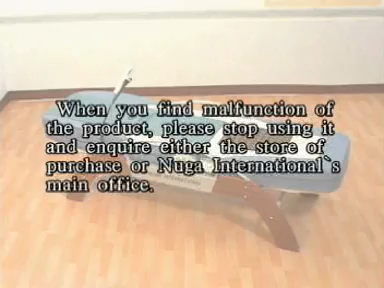 When you find malfunction of
the product, please stop using it
and enquire either the store of
purchase or Nuga International`s
main office.